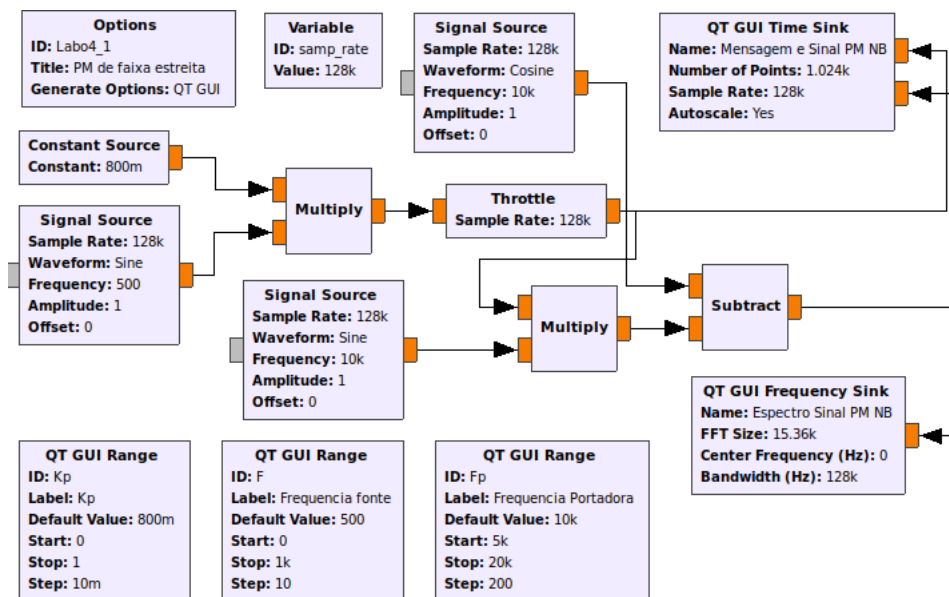 Options
ID: Labo4_1
Title: PM de faixa estreita
Generate Options: QT GUI
Variable
ID: samp_rate
Value: 128k
Signal Source
Sample Rate: 128k
Waveform: Cosine
Frequency: 10k
Amplitude: 1
Offset: 0
QT GUI Time Sink
Name: Mensagem e Sinal PM NB
Number of Points: 1.024k
Sample Rate: 128k
Autoscale: Yes
Constant Source
Constant: 800m
Signal Source
Sample Rate: 128k
Waveform: Sine
Frequency: 500
Amplitude: 1
Offset: 0
Multiply
Throttle
Sample Rate: 128k
Signal Source
Sample Rate: 128k
Waveform: Sine
Frequency: 10k
Amplitude: 1
Offset: 0
Multiply
Subtract
QT GUI Frequency Sink
Name: Espectro Sinal PM NB
FFT Size: 15.36k
Center Frequency (Hz): 0
Bandwidth (Hz): 128k
QT GUI Range
ID: Kp
Label: Kp
Default Value: 800m
Start: 0
Stop: 1
Step: 10m
QT GUI Range
ID: F
Label: Frequencia fonte
Default Value: 500
Start: 0
Stop: 1k
Step: 10
QT GUI Range
ID: Fp
Label: Frequencia Portadora
Default Value: 10k
Start: 5k
Stop: 20k
Step: 200